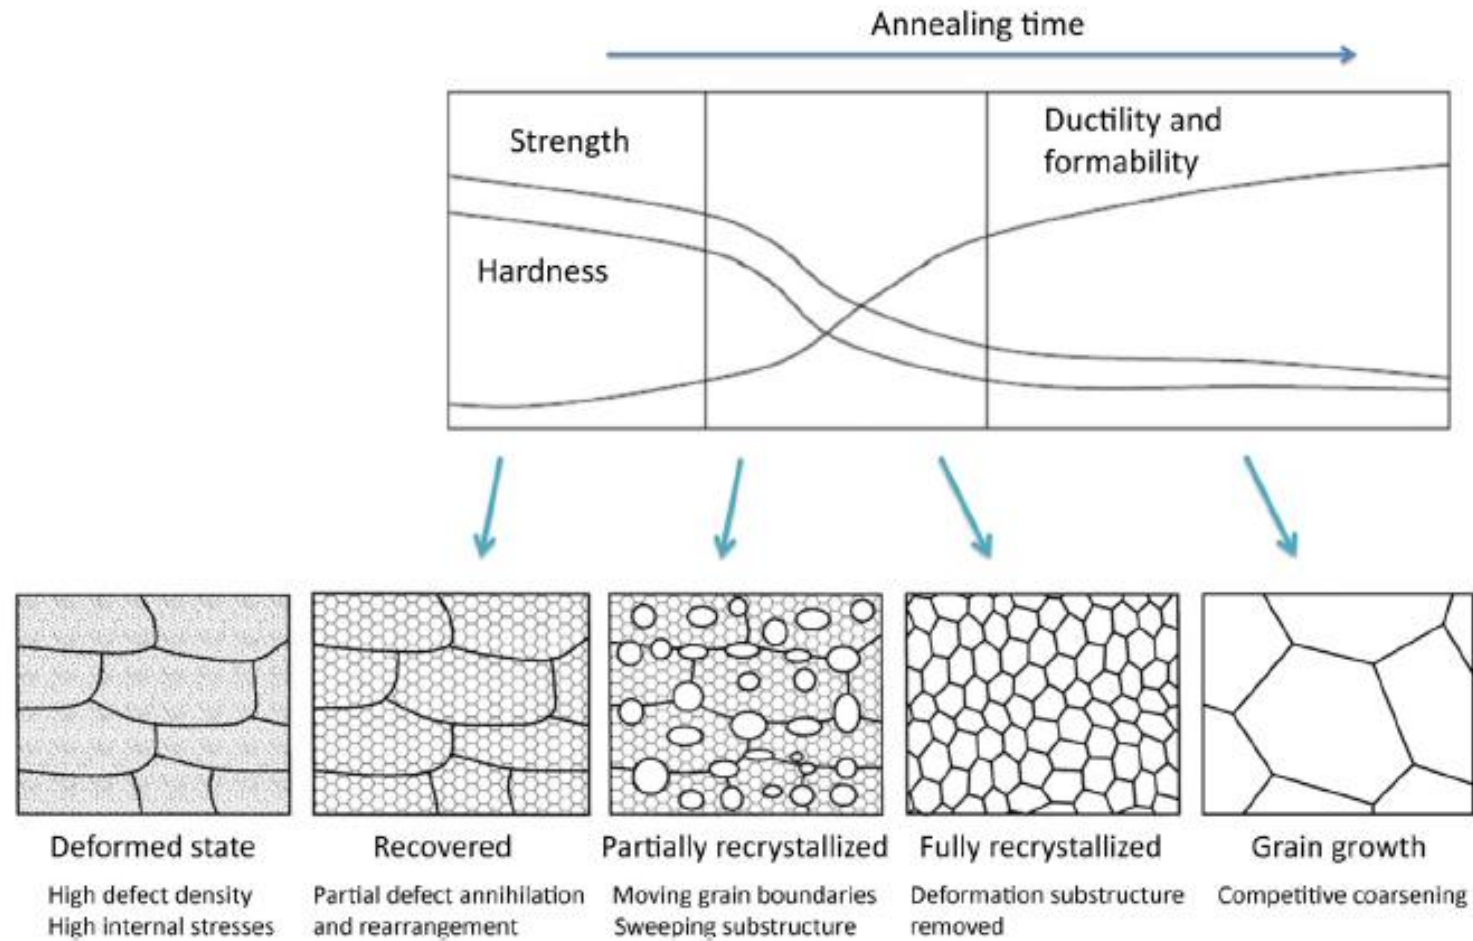 Annealing time
Strength
Ductility and
formability
Hardness
Deformed state
High defect density
High internal stresses
Recovered
Partial defect annihilation
and rearrangement
Partially recrystallized
Moving grain boundaries
Sweeping substructure
Fully recrystallized
Deformation substructure
removed
Grain growth
Competitive coarsening